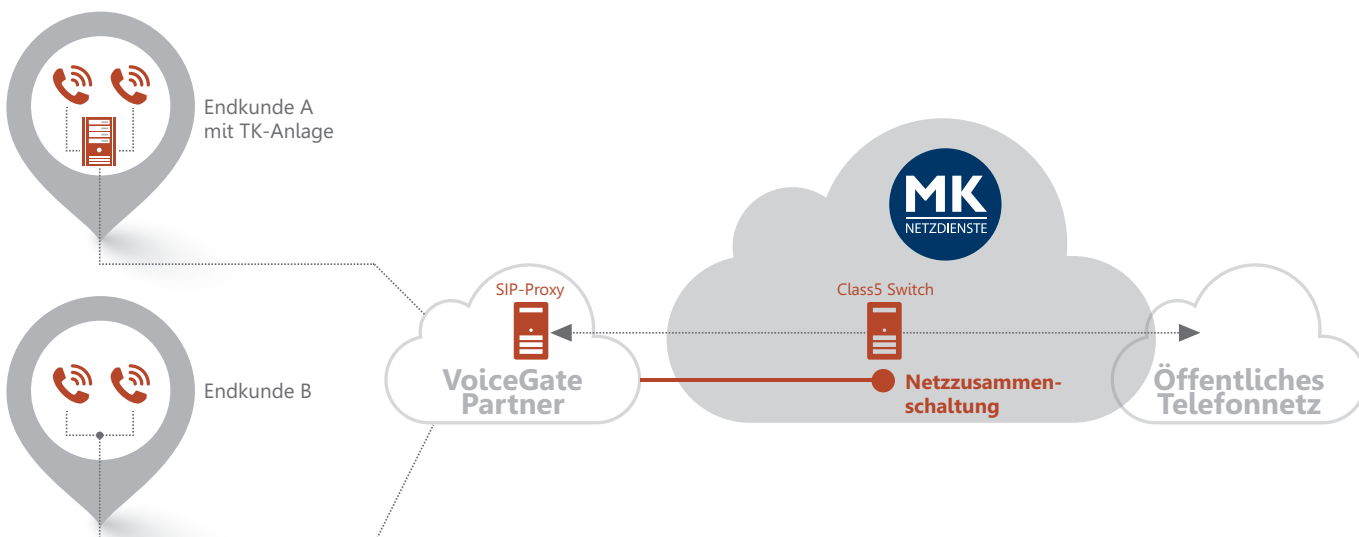 Endkunde A
mit TK-Anlage
MK
NETZDIENSTE
SIP-Proxy
Class5 Switch
VoiceGate
Partner
Netzzusammen-
schaltung
Öffentliches
Telefonnetz
Endkunde B